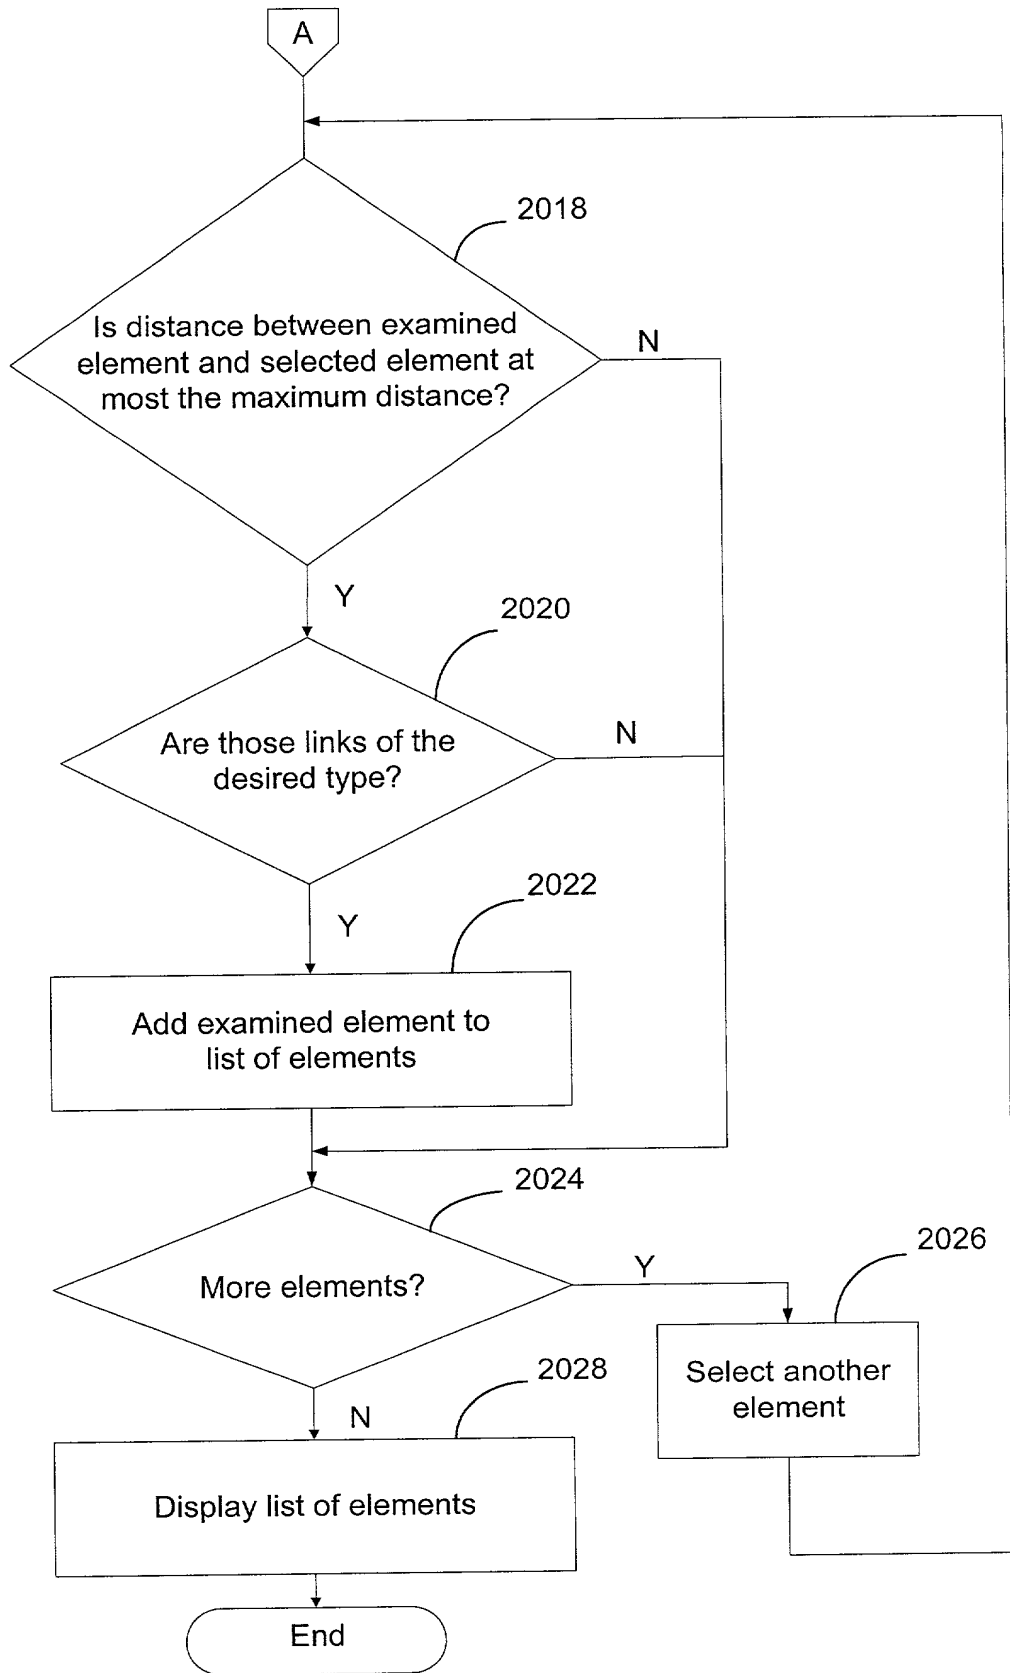 A
2018
Is distance between examined
element and selected element at
most the maximum distance?
N
Y
2020
Are those links of the
desired type?
N
Y
2022
Add examined element to
list of elements
2024
More elements?
Y
2026
Select another
element
N
2028
Display list of elements
End